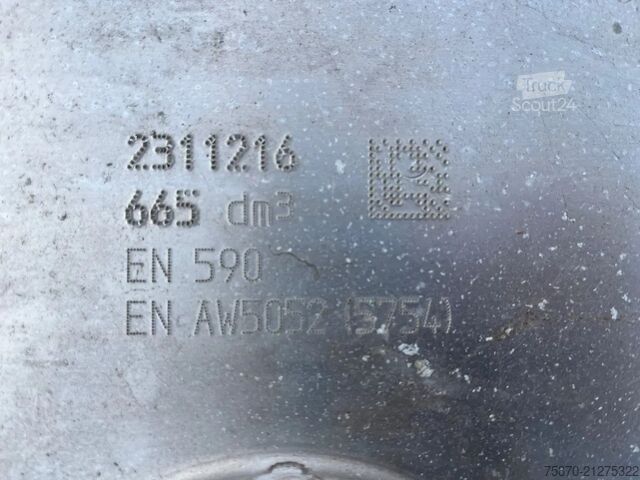 Truck
Scout24
2311216
665 dm³
EN 590
EN AW5052 (5754)
75070-21275322